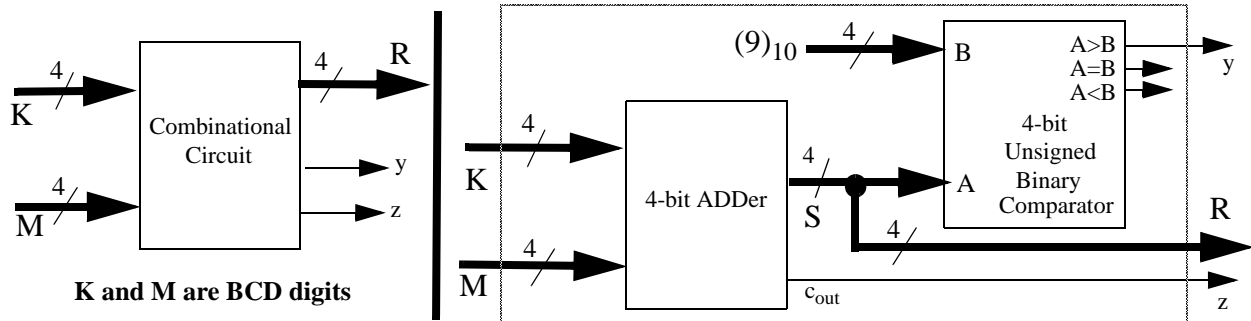 4
K
4
M
Combinational
Circuit
4
R
y
z
K and M are BCD digits
(9)10
4
B
A>B
A=B
A<B
y
4-bit
Unsigned
Binary
Comparator
A
4
K
4
M
4-bit ADDer
4
S
4
R
cout
z